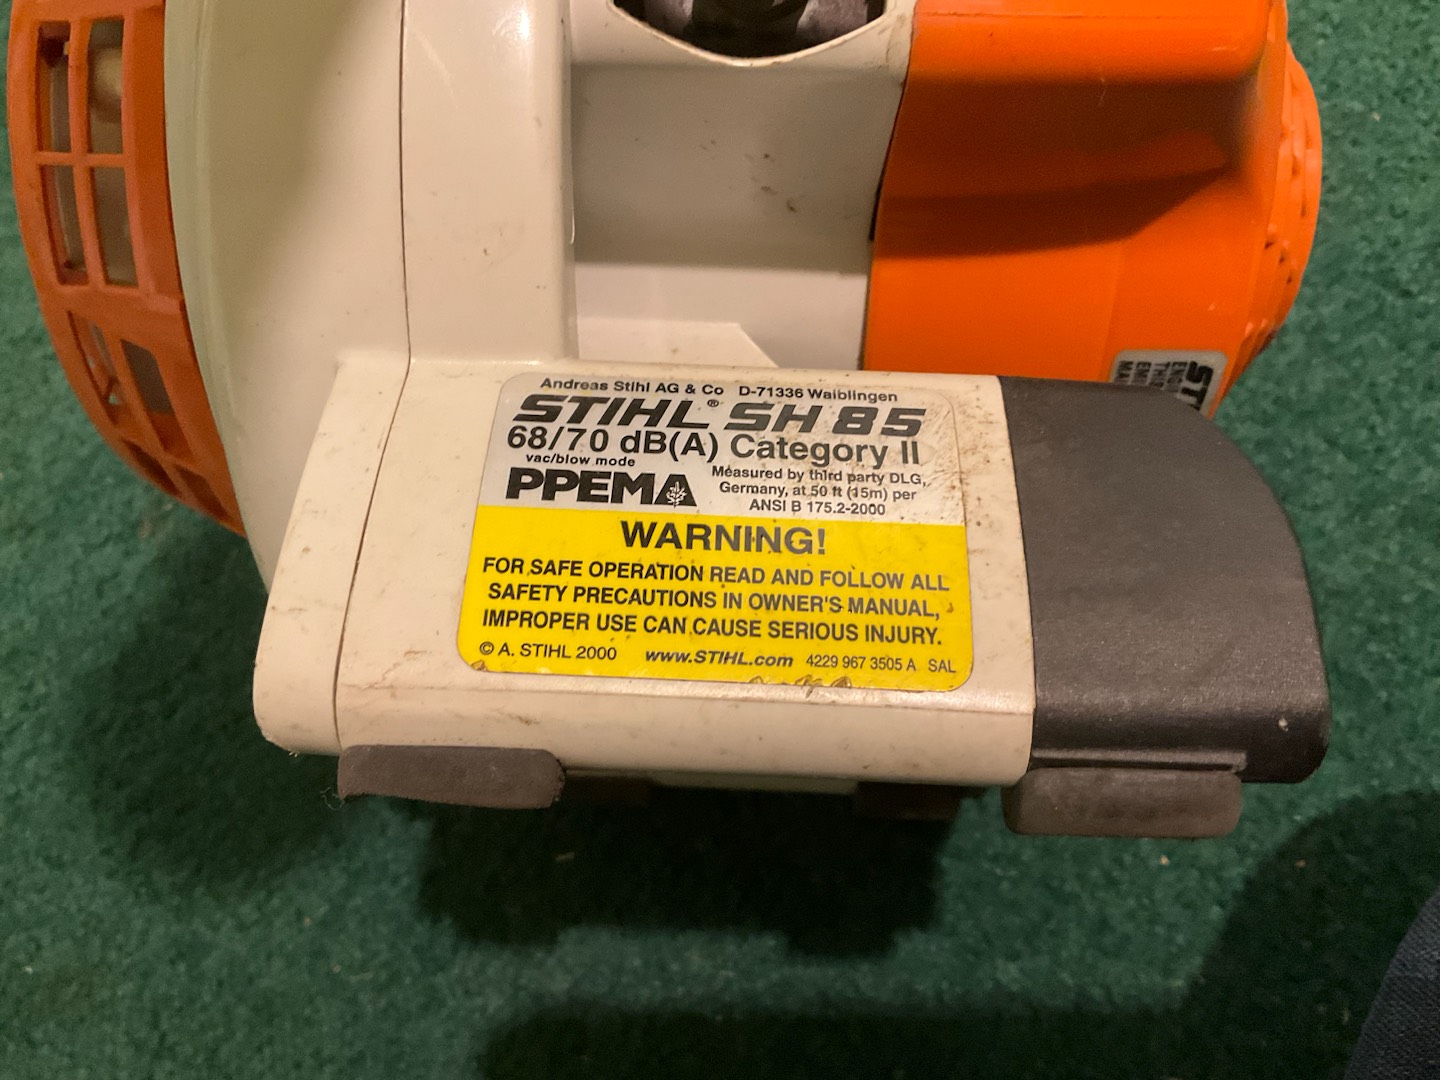 Andreas Stihl AG & Co D-71336 Waiblingen
STIHL® SH 85
68/70 dB(A) Category II
vac/blow mode
PPEMA
Measured by third party DLG,
Germany, at 50 ft (15m) per
ANSI B 175.2-2000
WARNING!
FOR SAFE OPERATION READ AND FOLLOW ALL
SAFETY PRECAUTIONS IN OWNER'S MANUAL,
IMPROPER USE CAN CAUSE SERIOUS INJURY.
© A. STIHL 2000 www.STIHL.com 4229 967 3505 A SAL